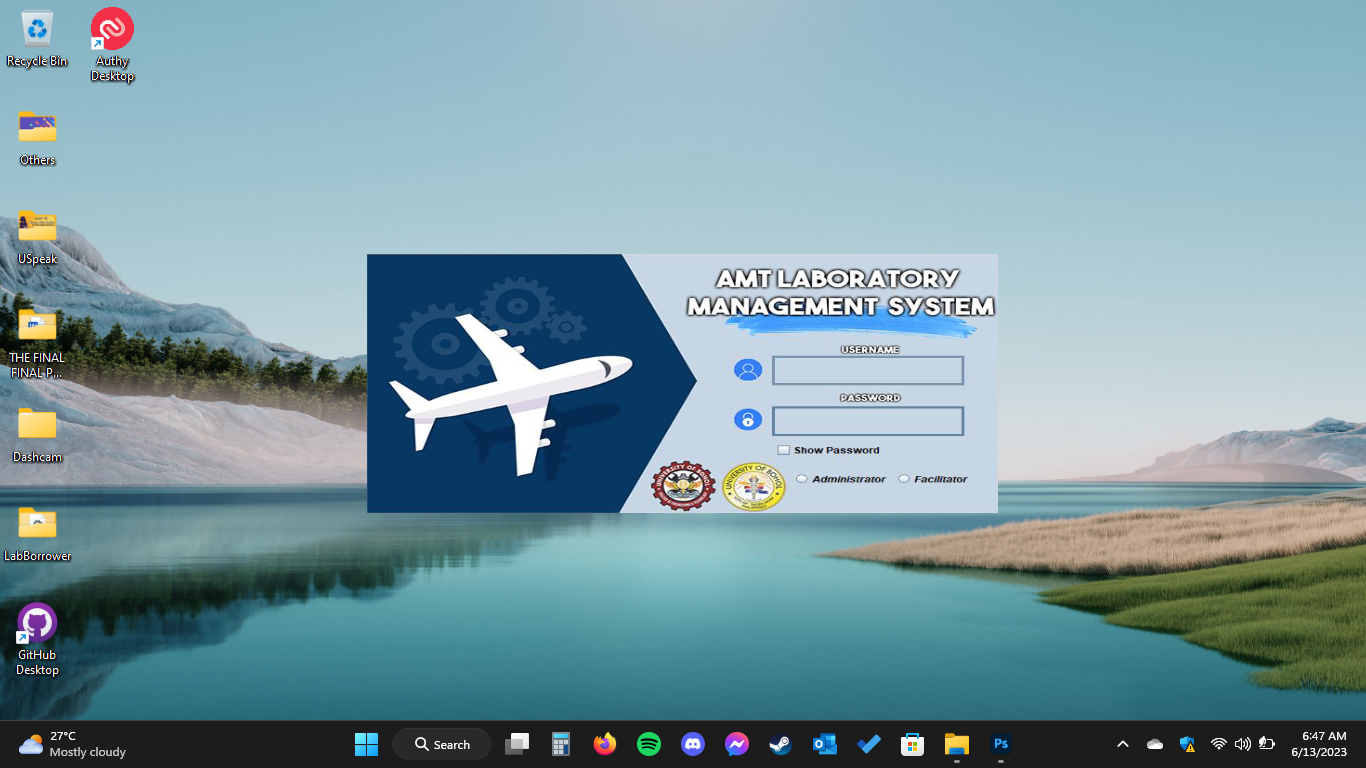 Recycle Bin
Authy
Desktop
Others
USpeak
THE FINAL
FINAL P...
Dashcam
LabBorrower
GitHub
Desktop
AMT LABORATORY
MANAGEMENT SYSTEM
USERNAME
PASSWORD
Show Password
Administrator
Facilitator
UNIVERSITY OF BOHOL
UNIVERSITY OF BOHOL
27°C
Mostly cloudy
Search
Ps
6:47 AM
6/13/2023